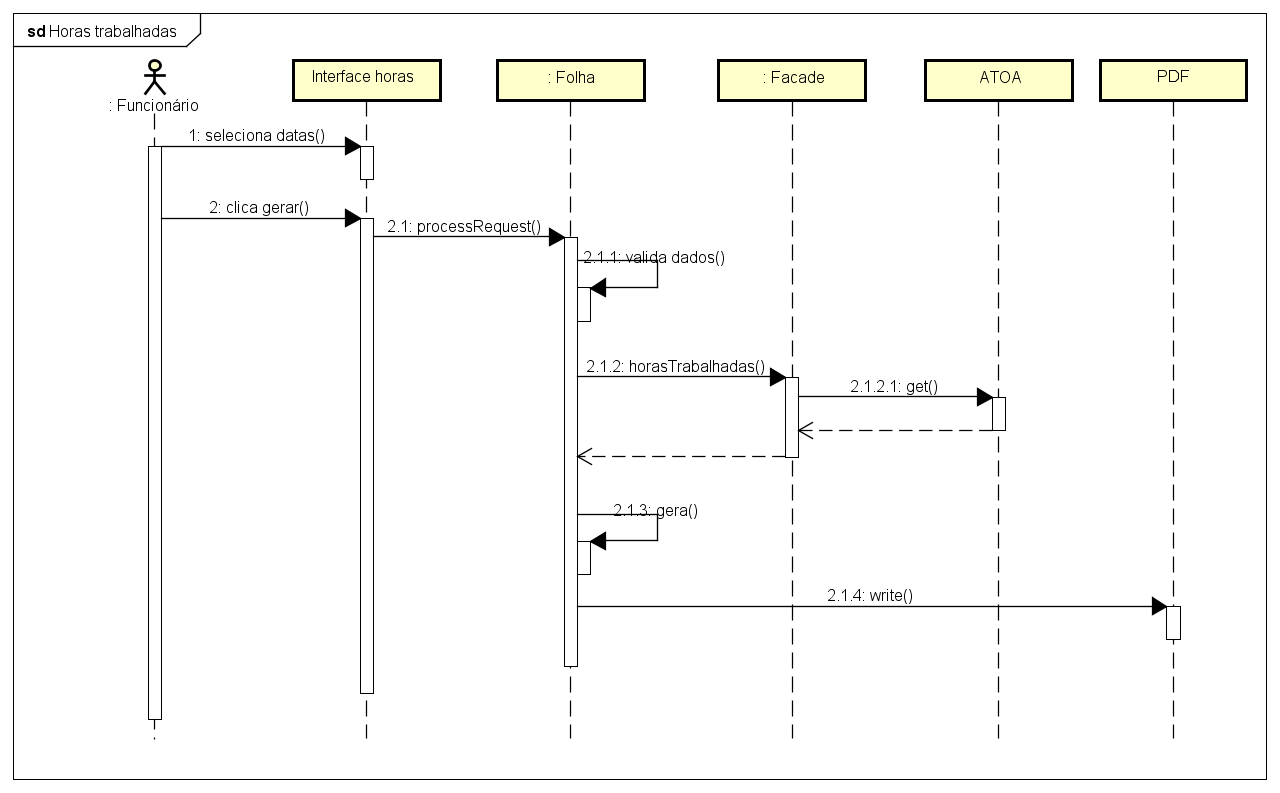 sd Horas trabalhadas
: Funcionário
Interface horas
: Folha
: Facade
ATOA
PDF
1: seleciona datas()
2: clica gerar()
2.1: processRequest()
2.1.1: valida dados()
2.1.2: horasTrabalhadas()
2.1.2.1: get()
2.1.3: gera()
2.1.4: write()